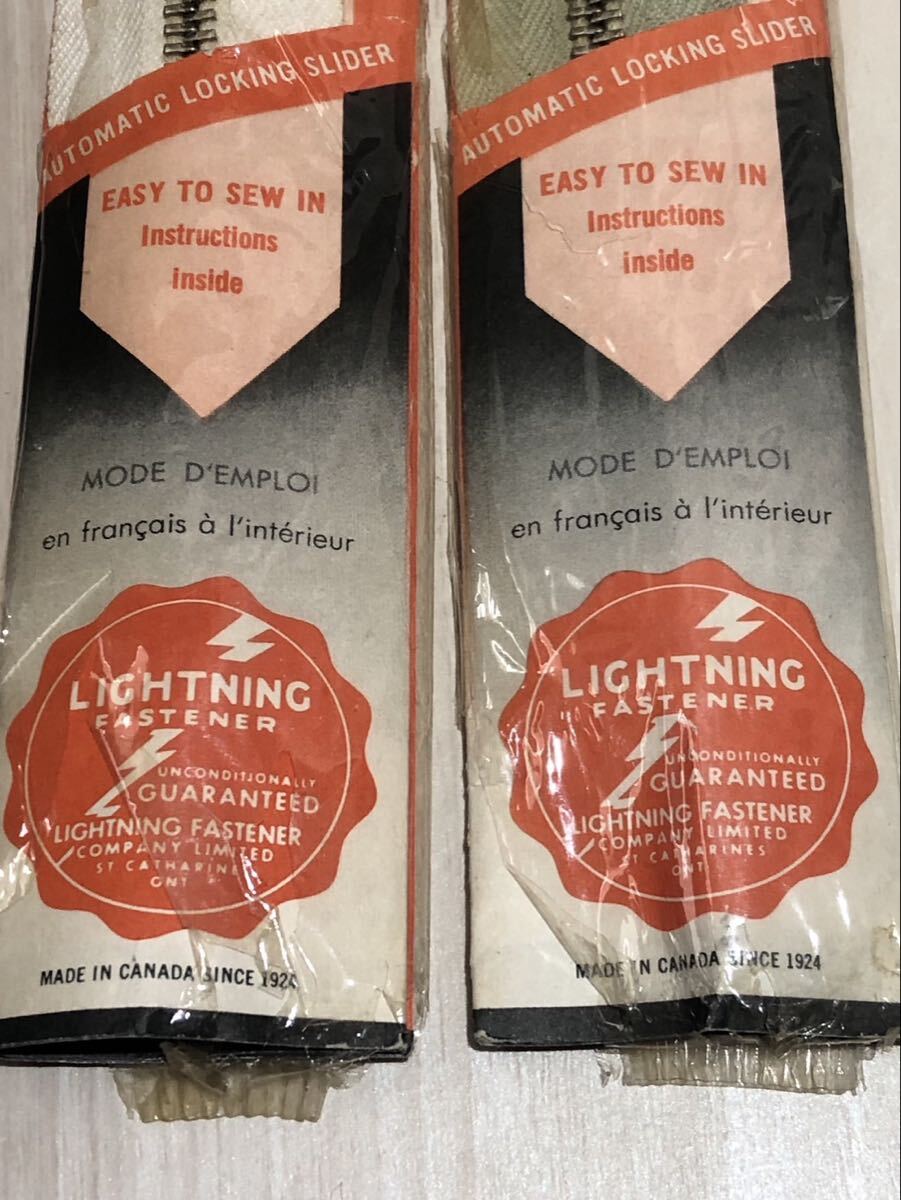 AUTOMATIC LOCKING SLIDER
EASY TO SEW IN
Instructions
inside
MODE D'EMPLOI
en français à l'intérieur
LIGHTNING
FASTENER
UNCONDITIONALLY
GUARANTEED
LIGHTNING FASTENER
COMPANY LIMITED
ST CATHARINES
ONT
MADE IN CANADA SINCE 1924
AUTOMATIC LOCKING SLIDER
EASY TO SEW IN
Instructions
inside
MODE D'EMPLOI
en français à l'intérieur
LIGHTNING
FASTENER
UNCONDITIONALLY
GUARANTEED
LIGHTNING FASTENER
COMPANY LIMITED
ST CATHARINES
ONT
MADE IN CANADA SINCE 1924